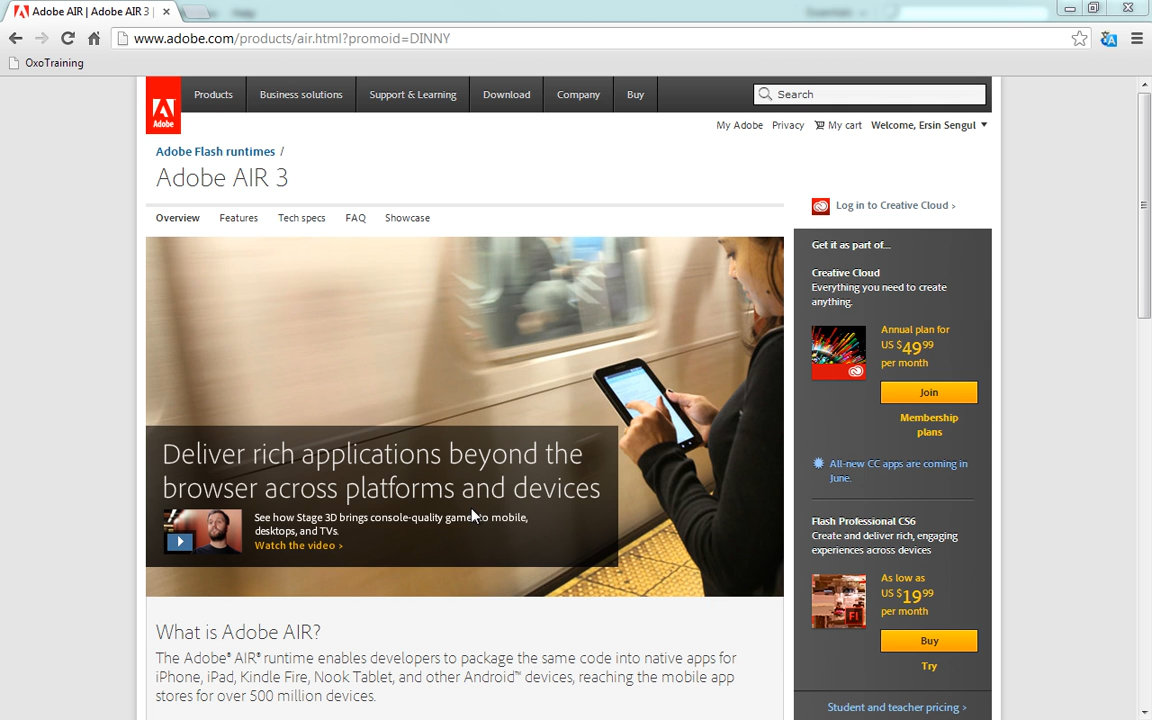 Adobe AIR | Adobe AIR 3 |
www.adobe.com/products/air.html?promoid=DINNY
OxoTraining
Adobe
Products
Business solutions
Support & Learning
Download
Company
Buy
Search
My Adobe
Privacy
My cart
Welcome, Ersin Sengul
Adobe Flash runtimes /
Adobe AIR 3
Overview
Features
Tech specs
FAQ
Showcase
Log in to Creative Cloud ›
Deliver rich applications beyond the
browser across platforms and devices
See how Stage 3D brings console-quality games to mobile,
desktops, and TVs.
Watch the video ›
What is Adobe AIR?
The Adobe® AIR® runtime enables developers to package the same code into native apps for
iPhone, iPad, Kindle Fire, Nook Tablet, and other Android™ devices, reaching the mobile app
stores for over 500 million devices.
Get it as part of...
Creative Cloud
Everything you need to create
anything.
Annual plan for
US $49 99
per month
Join
Membership
plans
All-new CC apps are coming in
June.
Flash Professional CS6
Create and deliver rich, engaging
experiences across devices
As low as
US $19 99
per month
Fl
Buy
Try
Student and teacher pricing ›